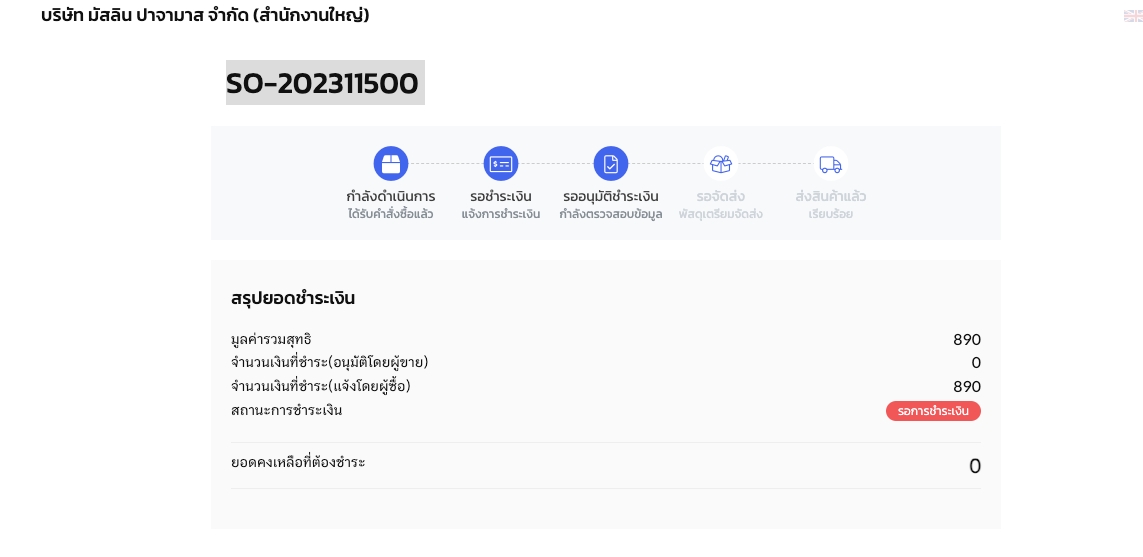 บริษัท มัสลิน ปาจามาส จำกัด (สำนักงานใหญ่)
SO-202311500
กำลังดำเนินการ
ได้รับคำสั่งซื้อแล้ว
รอชำระเงิน
แจ้งการชำระเงิน
รออนุมัติชำระเงิน
กำลังตรวจสอบข้อมูล
รอจัดส่ง
พัสดุเตรียมจัดส่ง
ส่งสินค้าแล้ว
เรียบร้อย
สรุปยอดชำระเงิน
มูลค่ารวมสุทธิ 890
จำนวนเงินที่ชำระ(อนุมัติโดยผู้ขาย) 0
จำนวนเงินที่ชำระ(แจ้งโดยผู้ซื้อ) 890
สถานะการชำระเงิน รอการชำระเงิน
ยอดคงเหลือที่ต้องชำระ 0